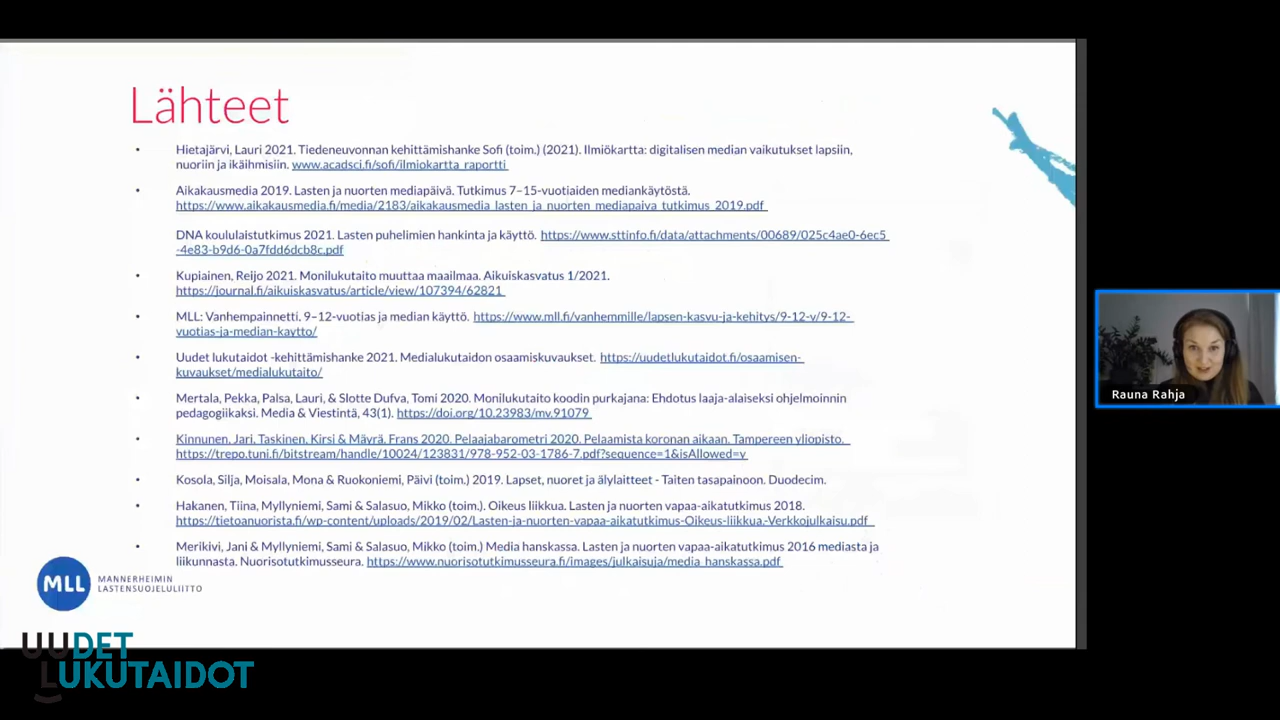 Lähteet
• Hietajärvi, Lauri 2021. Tiedeneuvonnan kehittämishanke Sofi (toim.) (2021). Ilmiökartta: digitalisen median vaikutukset lapsiin,
nuoriin ja ikäihmisiin. www.acadsci.fi/sofi/ilmiokartta_raportti
• Aikakausmedia 2019. Lasten ja nuorten mediapäivä. Tutkimus 7–15-vuotiaiden mediankäytöstä.
https://www.aikakausmedia.fi/media/2183/aikakausmedia_lasten_ja_nuorten_mediapaiva_tutkimus_2019.pdf
DNA koululaistutkimus 2021. Lasten puhelimien hankinta ja käyttö. https://www.sttinfo.fi/data/attachments/00689/025c4ae0-6ec5
-4e83-b9d6-0a7fdd6dcb8c.pdf
• Kupiainen, Reijo 2021. Monilukutaito muuttaa maailmaa. Aikuiskasvatus 1/2021.
https://journal.fi/aikuiskasvatus/article/view/107394/62821
• MLL: Vanhempainnetti, 9–12-vuotias ja median käyttö. https://www.mll.fi/vanhemmille/lapsen-kasvu-ja-kehitys/9-12-v/9-12-
vuotias-ja-median-kaytto/
• Uudet lukutaidot -kehittämishanke 2021. Medialukutaidon osaamiskuvaukset. https://uudetlukutaidot.fi/osaamisen-
kuvaukset/medialukutaito/
• Mertala, Pekka, Palsa, Lauri, & Slotte Dufva, Tomi 2020. Monilukutaito koodin purkajana: Ehdotus laaja-alaiseksi ohjelmoinnin
pedagogiikaksi. Media & Viestintä, 43(1). https://doi.org/10.23983/mv.91079
• Kinnunen, Jari, Taskinen, Kirsi & Mäyrä, Frans 2020. Pelaajabarometri 2020. Pelaamista koronan aikaan. Tampereen yliopisto.
https://trepo.tuni.fi/bitstream/handle/10024/123831/978-952-03-1786-7.pdf?sequence=1&isAllowed=y
• Kosola, Silja, Moisala, Mona & Ruokoniemi, Päivi (toim.) 2019. Lapset, nuoret ja älylaitteet - Taiten tasapainoon. Duodecim.
• Hakanen, Tiina, Myllyniemi, Sami & Salasuo, Mikko (toim.). Oikeus liikkua. Lasten ja nuorten vapaa-aikatutkimus 2018.
https://tietoanuorista.fi/wp-content/uploads/2019/02/Lasten-ja-nuorten-vapaa-aikatutkimus-Oikeus-liikkua.-Verkkojulkaisu.pdf
• Merikivi, Jani & Myllyniemi, Sami & Salasuo, Mikko (toim.) Media hanskassa. Lasten ja nuorten vapaa-aikatutkimus 2016 mediasta ja
liikunnasta. Nuorisotutkimusseura. https://www.nuorisotutkimusseura.fi/images/julkaisuja/media_hanskassa.pdf
MLL
MANNERHEIMIN
LASTENSUOJELULIITTO
UUDET
LUKUTAIDOT
Rauna Rahja